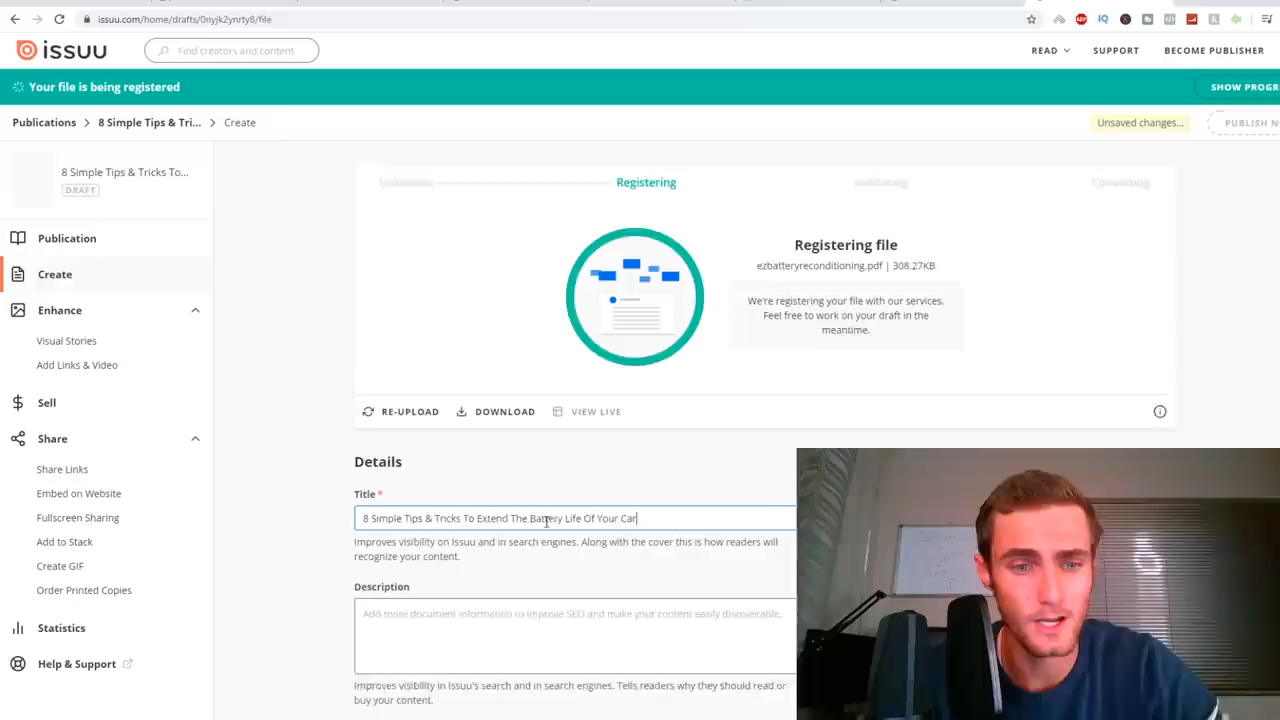 issuu.com/home/drafts/0nyjk2ynrty8/file
issuu
Find creators and content
READ
SUPPORT
BECOME PUBLISHER
Your file is being registered
SHOW PROGR
Publications > 8 Simple Tips & Tri... > Create
Unsaved changes...
PUBLISH N
8 Simple Tips & Tricks To...
DRAFT
Publication
Create
Enhance
Visual Stories
Add Links & Video
Sell
Share
Share Links
Embed on Website
Fullscreen Sharing
Add to Stack
Create GIF
Order Printed Copies
Statistics
Help & Support
Registering
Converting
Registering file
ezbatteryreconditioning.pdf | 308.27KB
We're registering your file with our services.
Feel free to work on your draft in the
meantime.
RE-UPLOAD
DOWNLOAD
VIEW LIVE
Details
Title *
8 Simple Tips & Tricks To Extend The Battery Life Of Your Car
Improves visibility on Issuu and in search engines. Along with the cover this is how readers will
recognize your content.
Description
Add more document information to improve SEO and make your content easily discoverable.
Improves visibility in Issuu's search and in search engines. Tells readers why they should read or
buy your content.